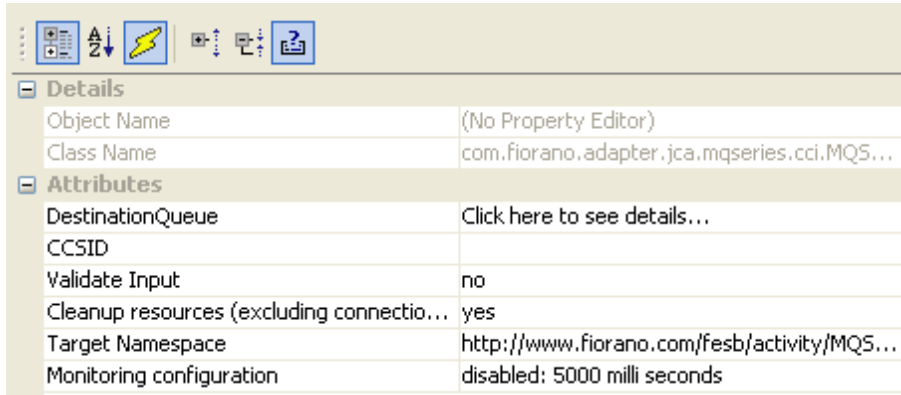 Details
Object Name (No Property Editor)
Class Name com.fiorano.adapter.jca.mqseries.cci.MQS...
Attributes
DestinationQueue Click here to see details...
CCSID
Validate Input no
Cleanup resources (excluding connectio... yes
Target Namespace http://www.fiorano.com/fesb/activity/MQS...
Monitoring configuration disabled: 5000 milli seconds